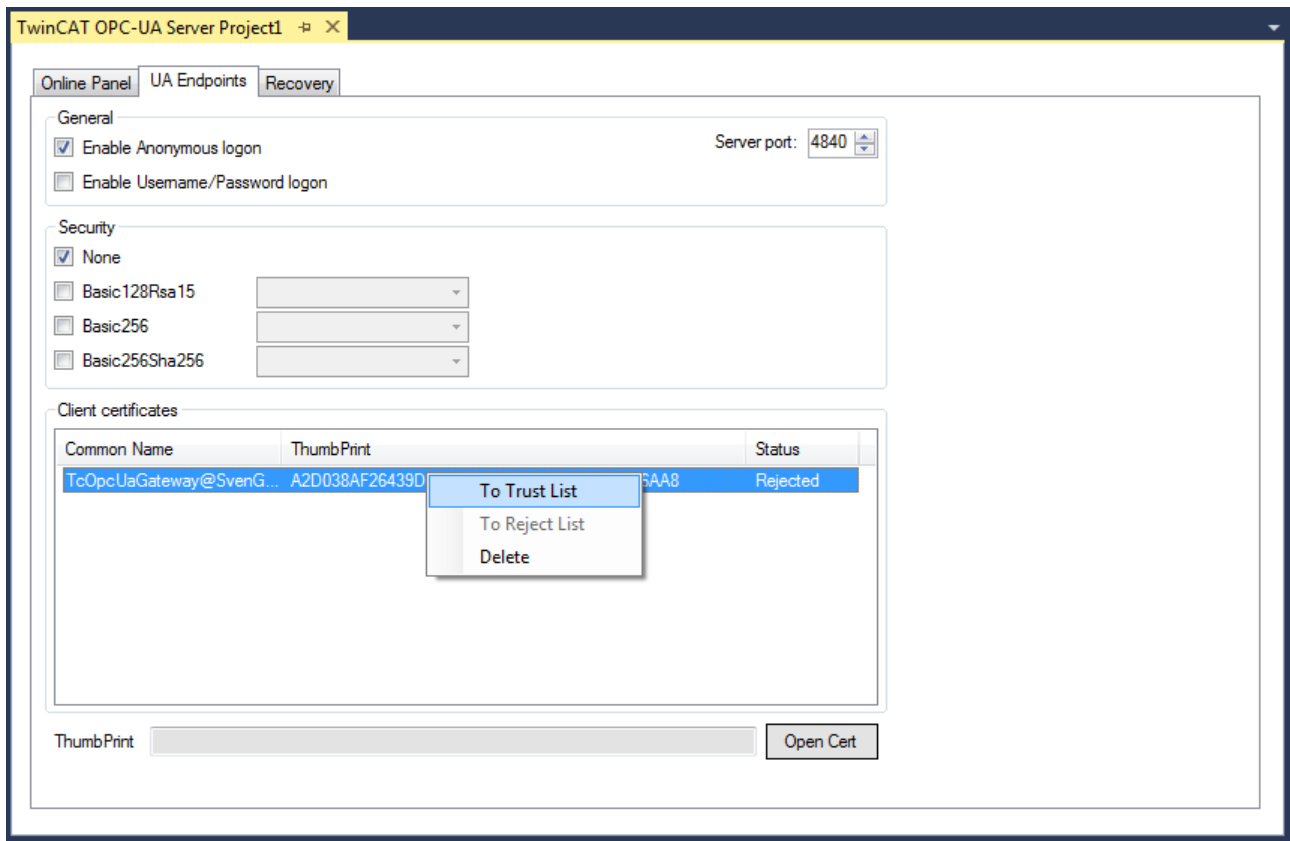 TwinCAT OPC-UA Server Project1
Online Panel UA Endpoints Recovery
General
Enable Anonymous logon Server port: 4840
Enable Username/Password logon
Security
None
Basic128Rsa15
Basic256
Basic256Sha256
Client certificates
Common Name ThumbPrint Status
TcOpcUaGateway@SvenG... A2D038AF26439D 6AA8 Rejected
To Trust List
To Reject List
Delete
ThumbPrint Open Cert